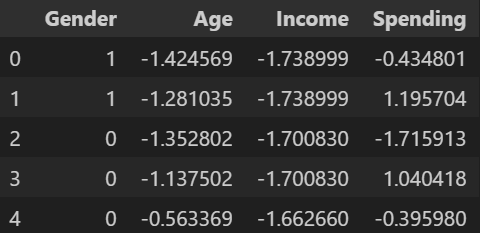 Gender Age Income Spending
0 1 -1.424569 -1.738999 -0.434801
1 1 -1.281035 -1.738999 1.195704
2 0 -1.352802 -1.700830 -1.715913
3 0 -1.137502 -1.700830 1.040418
4 0 -0.563369 -1.662660 -0.395980